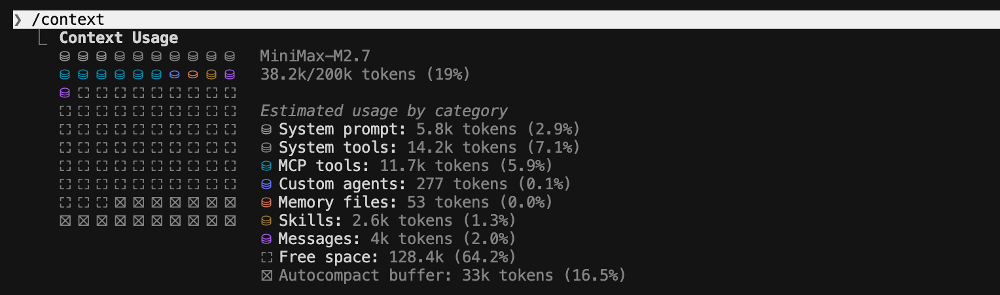 ❯ /context
Context Usage
MiniMax-M2.7
38.2k/200k tokens (19%)
Estimated usage by category
System prompt: 5.8k tokens (2.9%)
System tools: 14.2k tokens (7.1%)
MCP tools: 11.7k tokens (5.9%)
Custom agents: 277 tokens (0.1%)
Memory files: 53 tokens (0.0%)
Skills: 2.6k tokens (1.3%)
Messages: 4k tokens (2.0%)
Free space: 128.4k (64.2%)
Autocompact buffer: 33k tokens (16.5%)